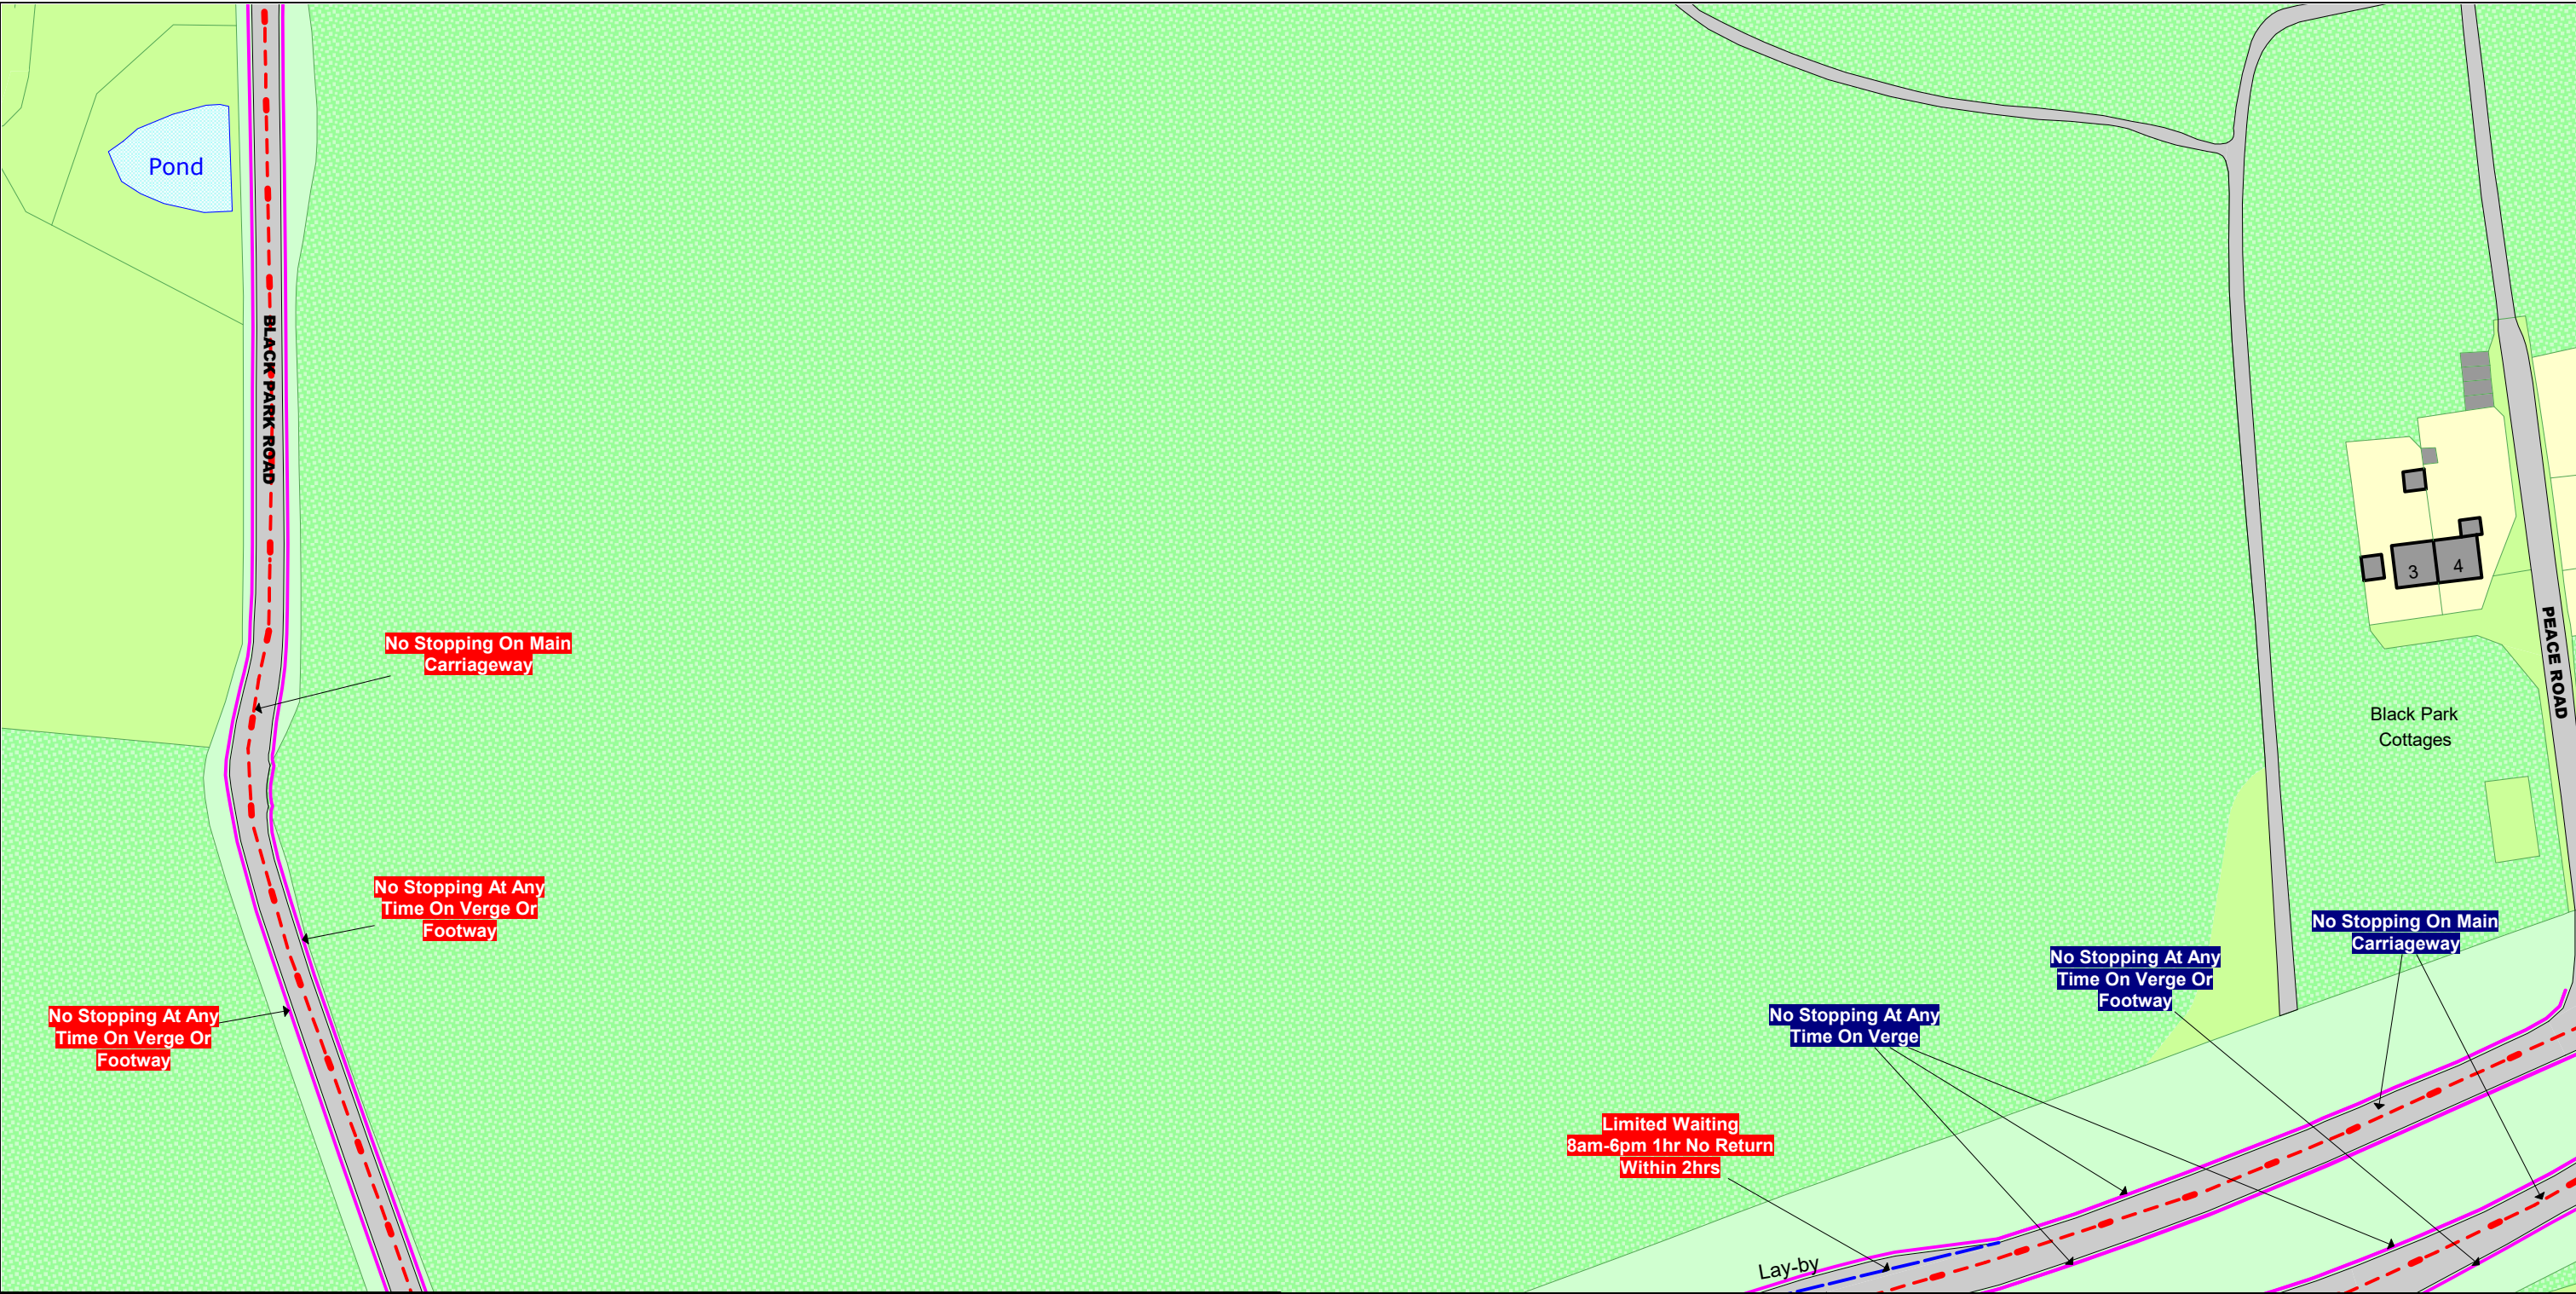 Pond
BLACK PARK ROAD
No Stopping On Main
Carriageway
No Stopping At Any
Time On Verge Or
Footway
No Stopping At Any
Time On Verge Or
Footway
3
4
PEACE ROAD
Black Park
Cottages
No Stopping On Main
Carriageway
No Stopping At Any
Time On Verge Or
Footway
No Stopping At Any
Time On Verge
Limited Waiting
8am-6pm 1hr No Return
Within 2hrs
Lay-by